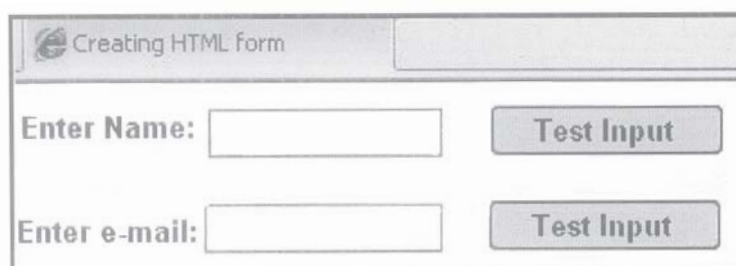 Creating HTML form
Enter Name: Test Input
Enter e-mail: Test Input